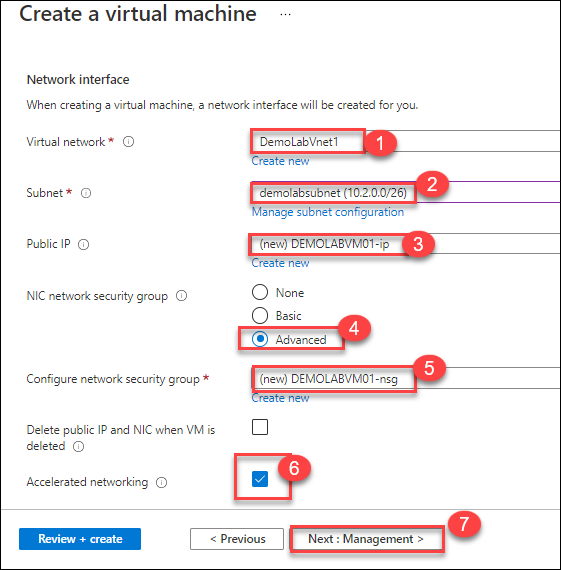 Create a virtual machine ...
Network interface
When creating a virtual machine, a network interface will be created for you.
Virtual network * DemoLabVnet1 1
Create new
Subnet * demolabsubnet (10.2.0.0/26) 2
Manage subnet configuration
Public IP (new) DEMOLABVM01-ip 3
Create new
NIC network security group None
Basic
Advanced 4
Configure network security group * (new) DEMOLABVM01-nsg 5
Create new
Delete public IP and NIC when VM is
deleted
Accelerated networking 6
Review + create < Previous Next : Management > 7